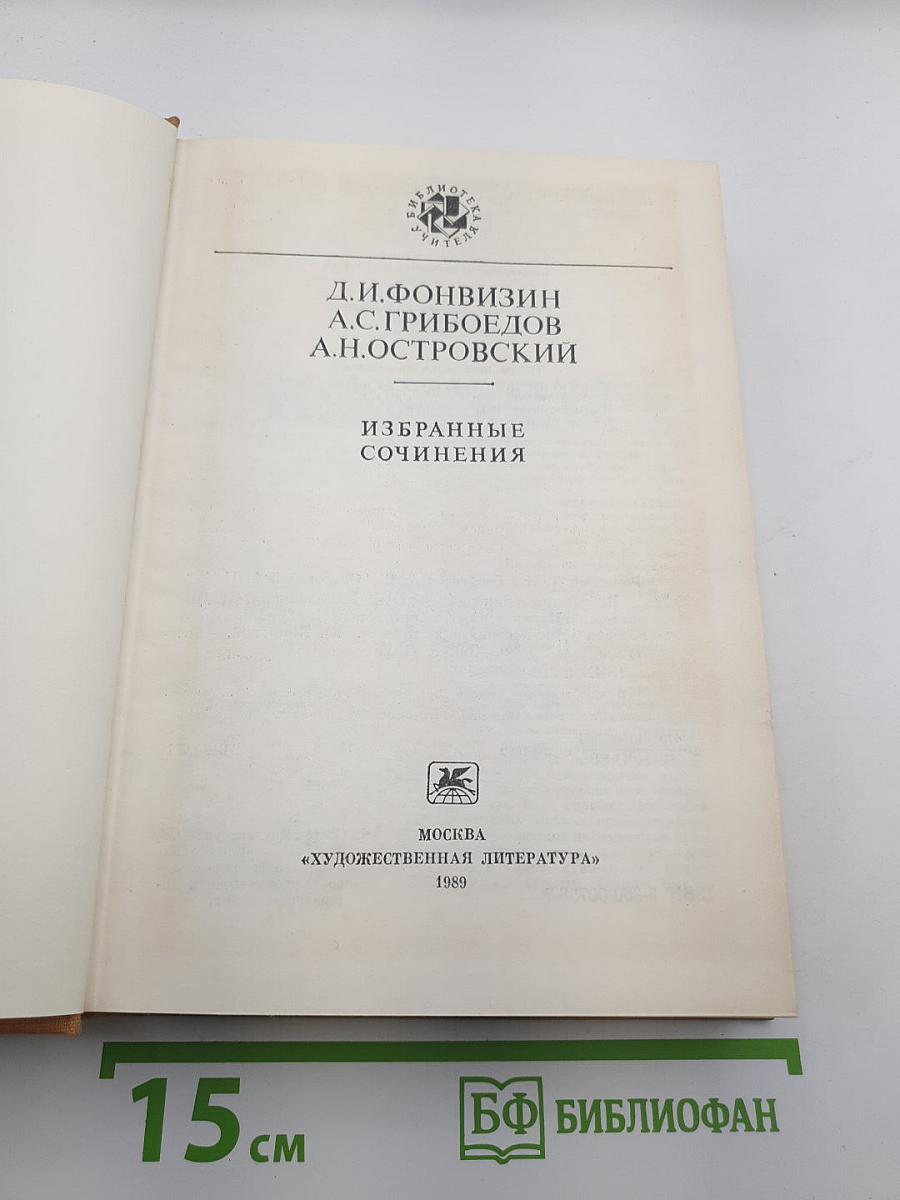 БИБЛИОТЕКА УЧИТЕЛЯ
Д.И.ФОНВИЗИН
А.С.ГРИБОЕДОВ
А.Н.ОСТРОВСКИЙ
ИЗБРАННЫЕ
СОЧИНЕНИЯ
МОСКВА
«ХУДОЖЕСТВЕННАЯ ЛИТЕРАТУРА»
1989
15 см
БФ БИБЛИОФАН